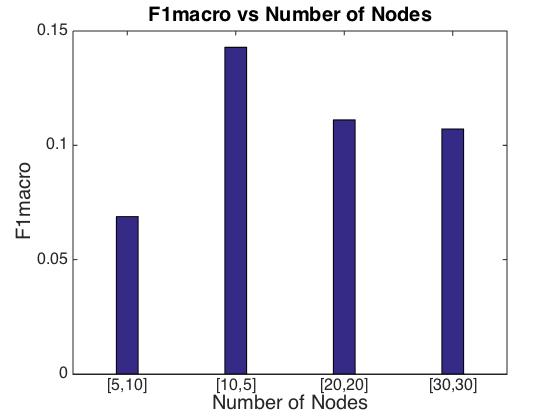 F1macro vs Number of Nodes
0.15
0.1
0.05
0
F1macro
[5,10] [10,5] [20,20] [30,30]
Number of Nodes